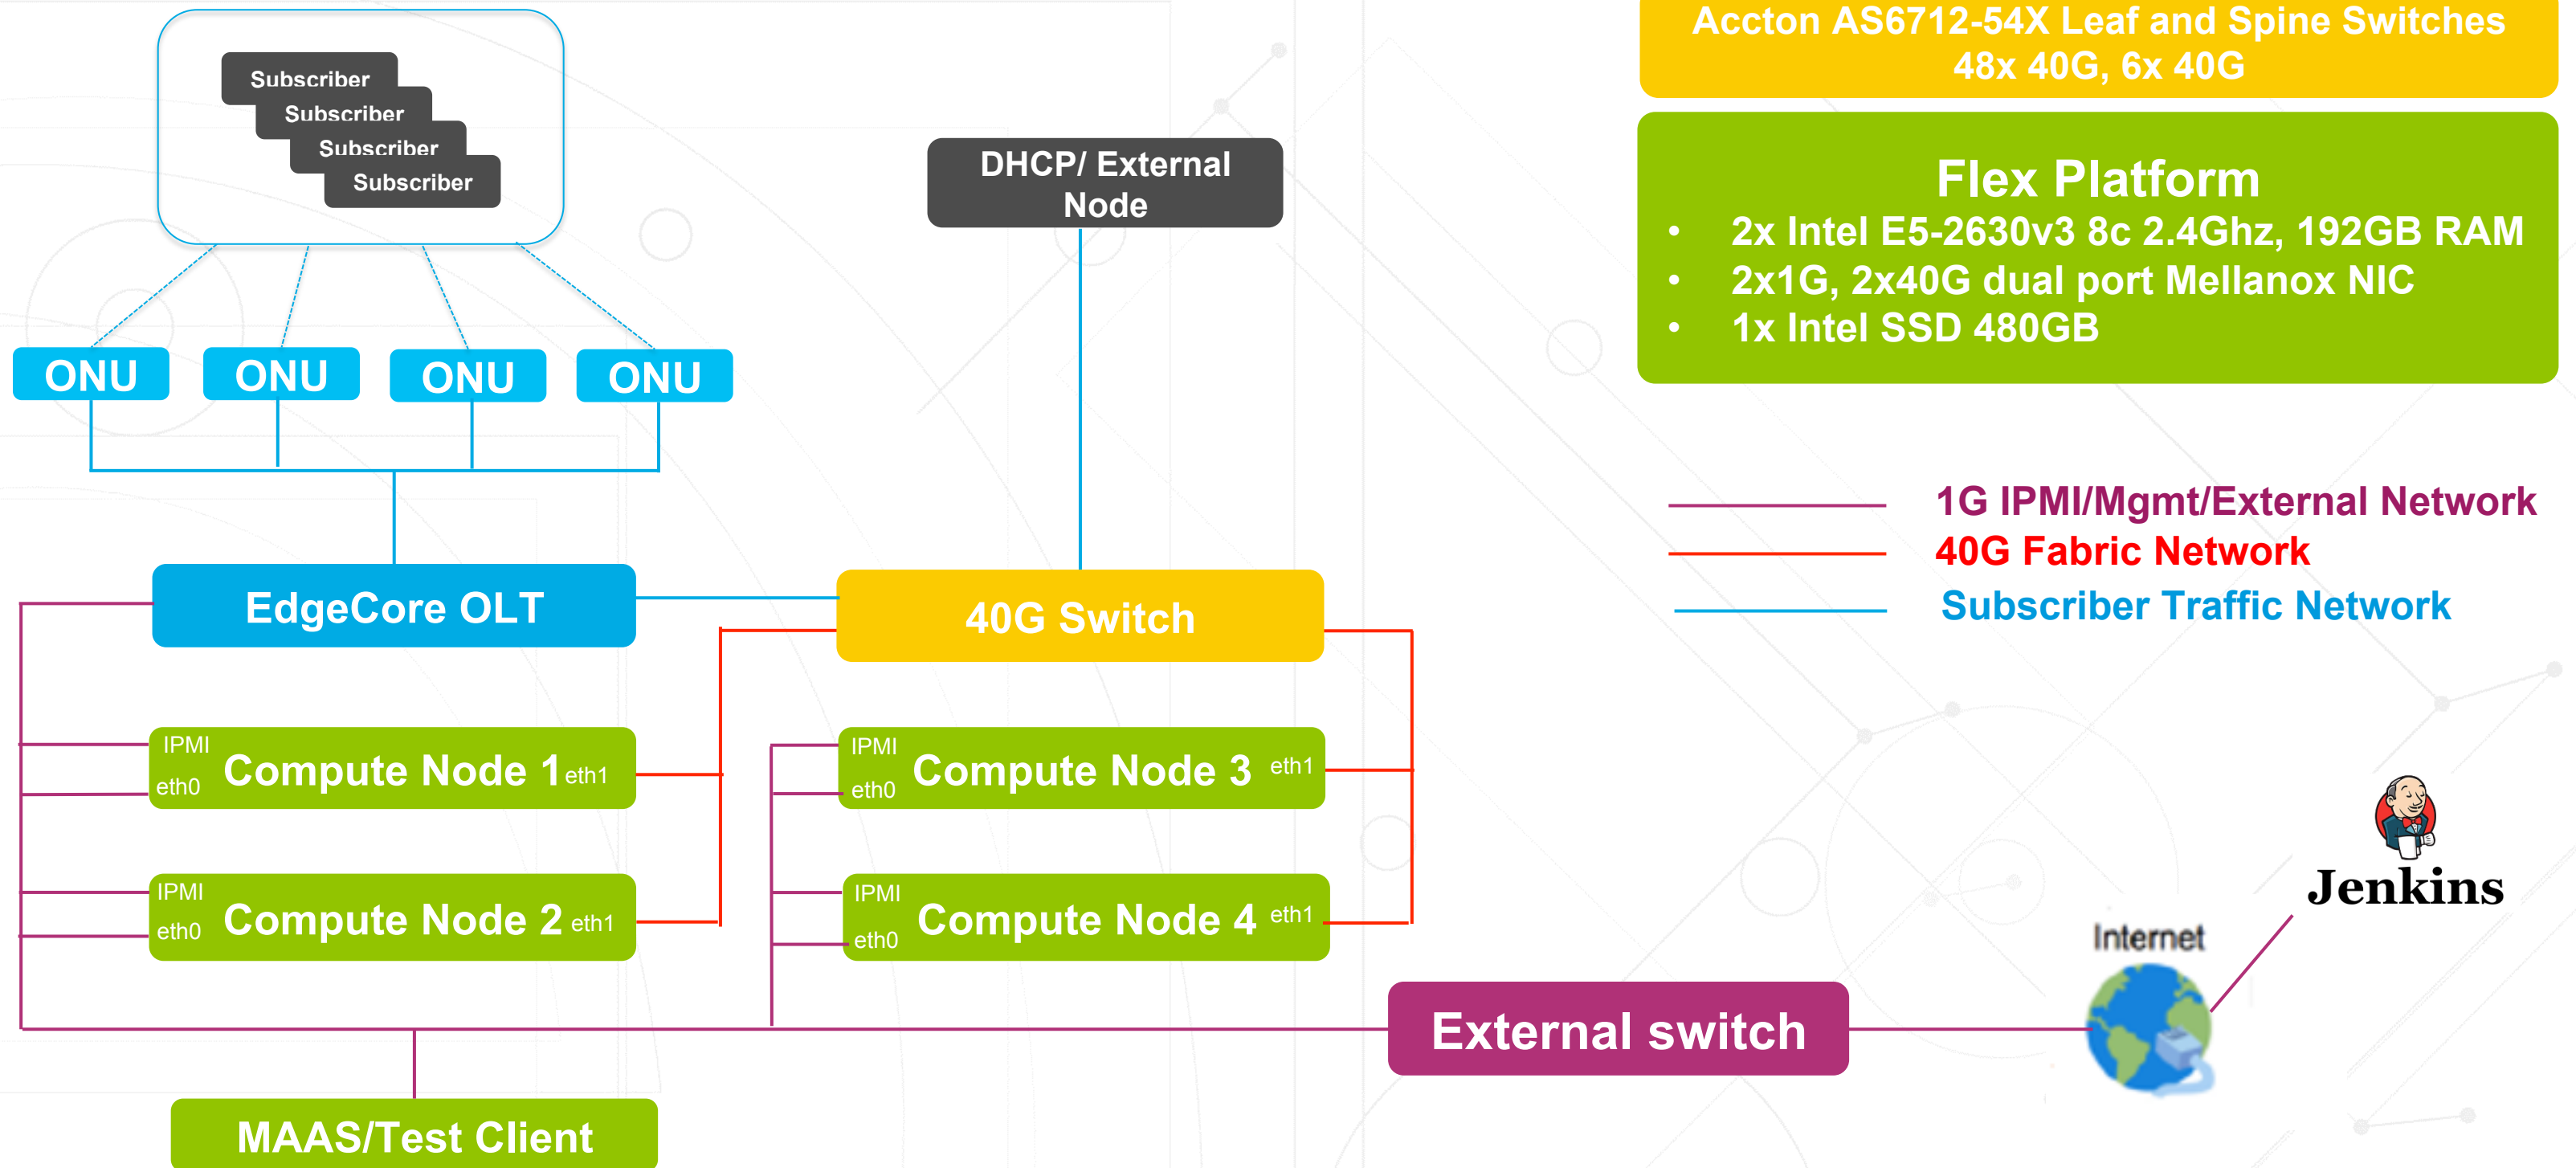 Accton AS6712-54X Leaf and Spine Switches
48x 40G, 6x 40G
Subscriber
Subscriber
Subscriber
Subscriber
DHCP/ External
Node
Flex Platform
• 2x Intel E5-2630v3 8c 2.4Ghz, 192GB RAM
• 2x1G, 2x40G dual port Mellanox NIC
• 1x Intel SSD 480GB
ONU
ONU
ONU
ONU
1G IPMI/Mgmt/External Network
40G Fabric Network
Subscriber Traffic Network
EdgeCore OLT
40G Switch
IPMI
eth0
Compute Node 1
eth1
IPMI
eth0
Compute Node 3
eth1
IPMI
eth0
Compute Node 2
eth1
IPMI
eth0
Compute Node 4
eth1
Jenkins
Internet
External switch
MAAS/Test Client